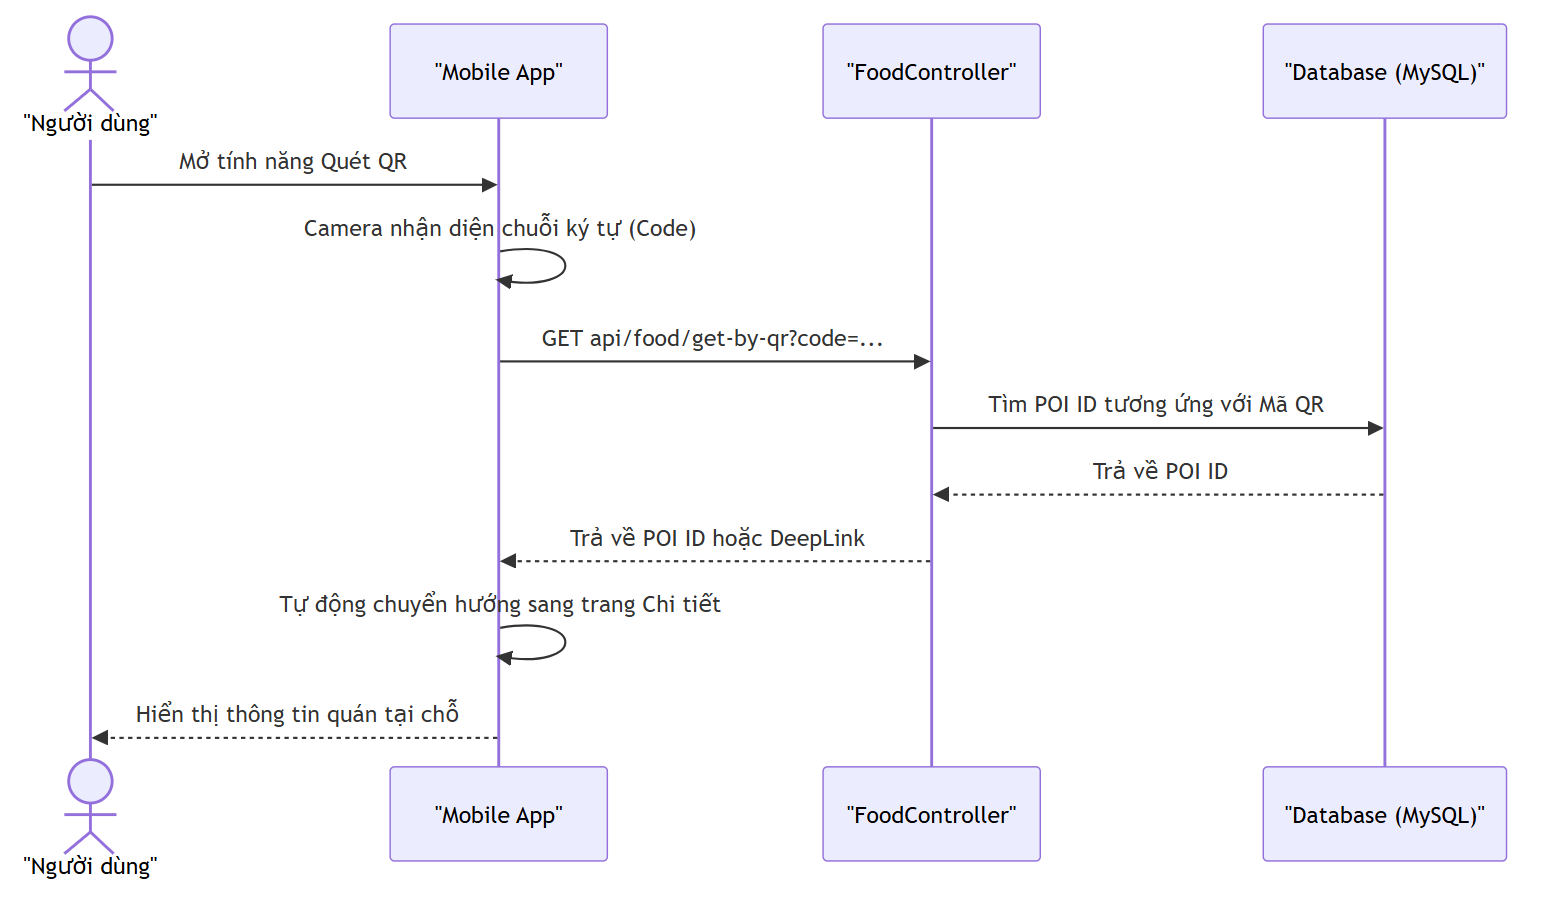 "Người dùng"
"Mobile App"
"FoodController"
"Database (MySQL)"
Mở tính năng Quét QR
Camera nhận diện chuỗi ký tự (Code)
GET api/food/get-by-qr?code=...
Tìm POI ID tương ứng với Mã QR
Trả về POI ID
Trả về POI ID hoặc DeepLink
Tự động chuyển hướng sang trang Chi tiết
Hiển thị thông tin quán tại chỗ
"Người dùng"
"Mobile App"
"FoodController"
"Database (MySQL)"